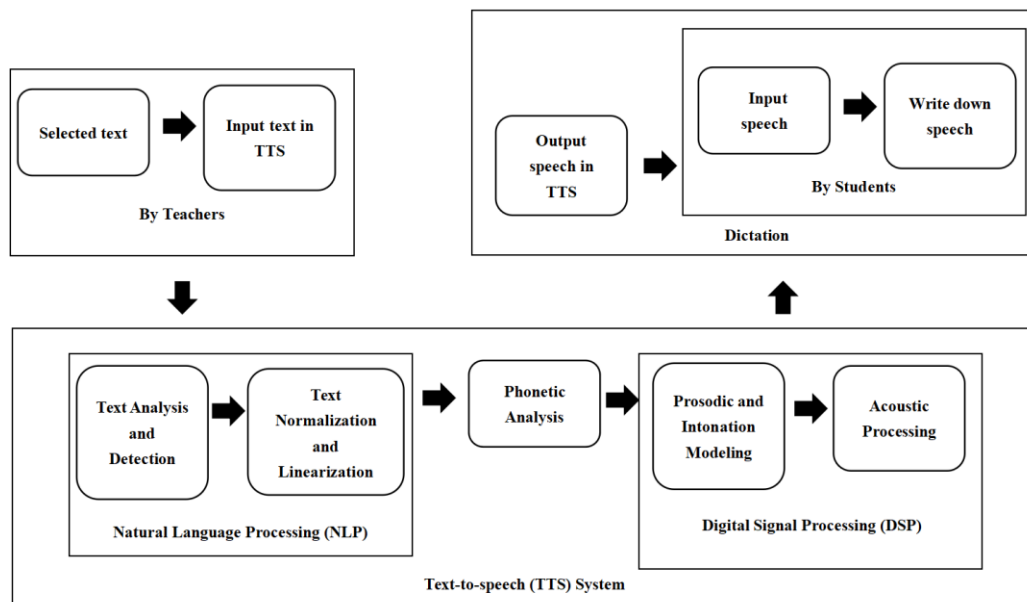 Selected text
Input text in
TTS
By Teachers
Output
speech in
TTS
Input
speech
Write down
speech
By Students
Dictation
Text Analysis
and
Detection
Text
Normalization
and
Linearization
Natural Language Processing (NLP)
Phonetic
Analysis
Prosodic and
Intonation
Modeling
Acoustic
Processing
Digital Signal Processing (DSP)
Text-to-speech (TTS) System